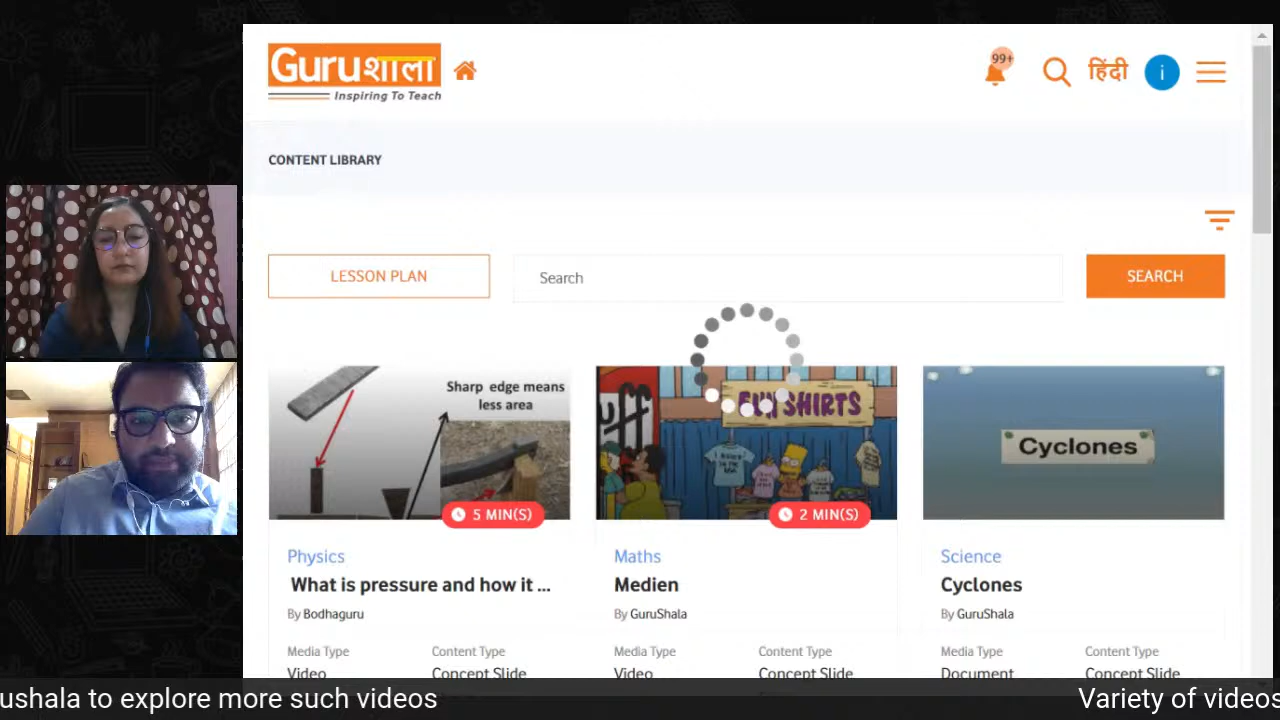 Guruशाला
Inspiring To Teach
99+
हिंदी
i
CONTENT LIBRARY
LESSON PLAN
Search
SEARCH
Sharp edge means
less area
5 MIN(S)
SHIRTS
2 MIN(S)
Cyclones
Physics
What is pressure and how it ...
By Bodhaguru
Media Type
Content Type
Video
Concept Slide
Maths
Medien
By GuruShala
Media Type
Content Type
Video
Concept Slide
Science
Cyclones
By GuruShala
Media Type
Content Type
Document
Concept Slide
ushala to explore more such videos
Variety of videos